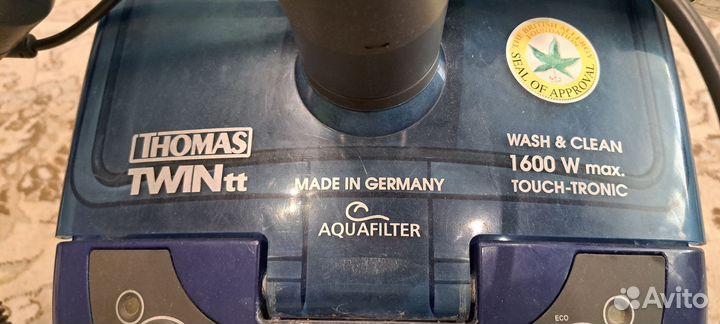 THE BRITISH ALLERGY
FOUNDATION
SEAL OF APPROVAL
THOMAS
TWINtt
WASH & CLEAN
1600 W max.
TOUCH-TRONIC
MADE IN GERMANY
AQUAFILTER
ECO
Avito